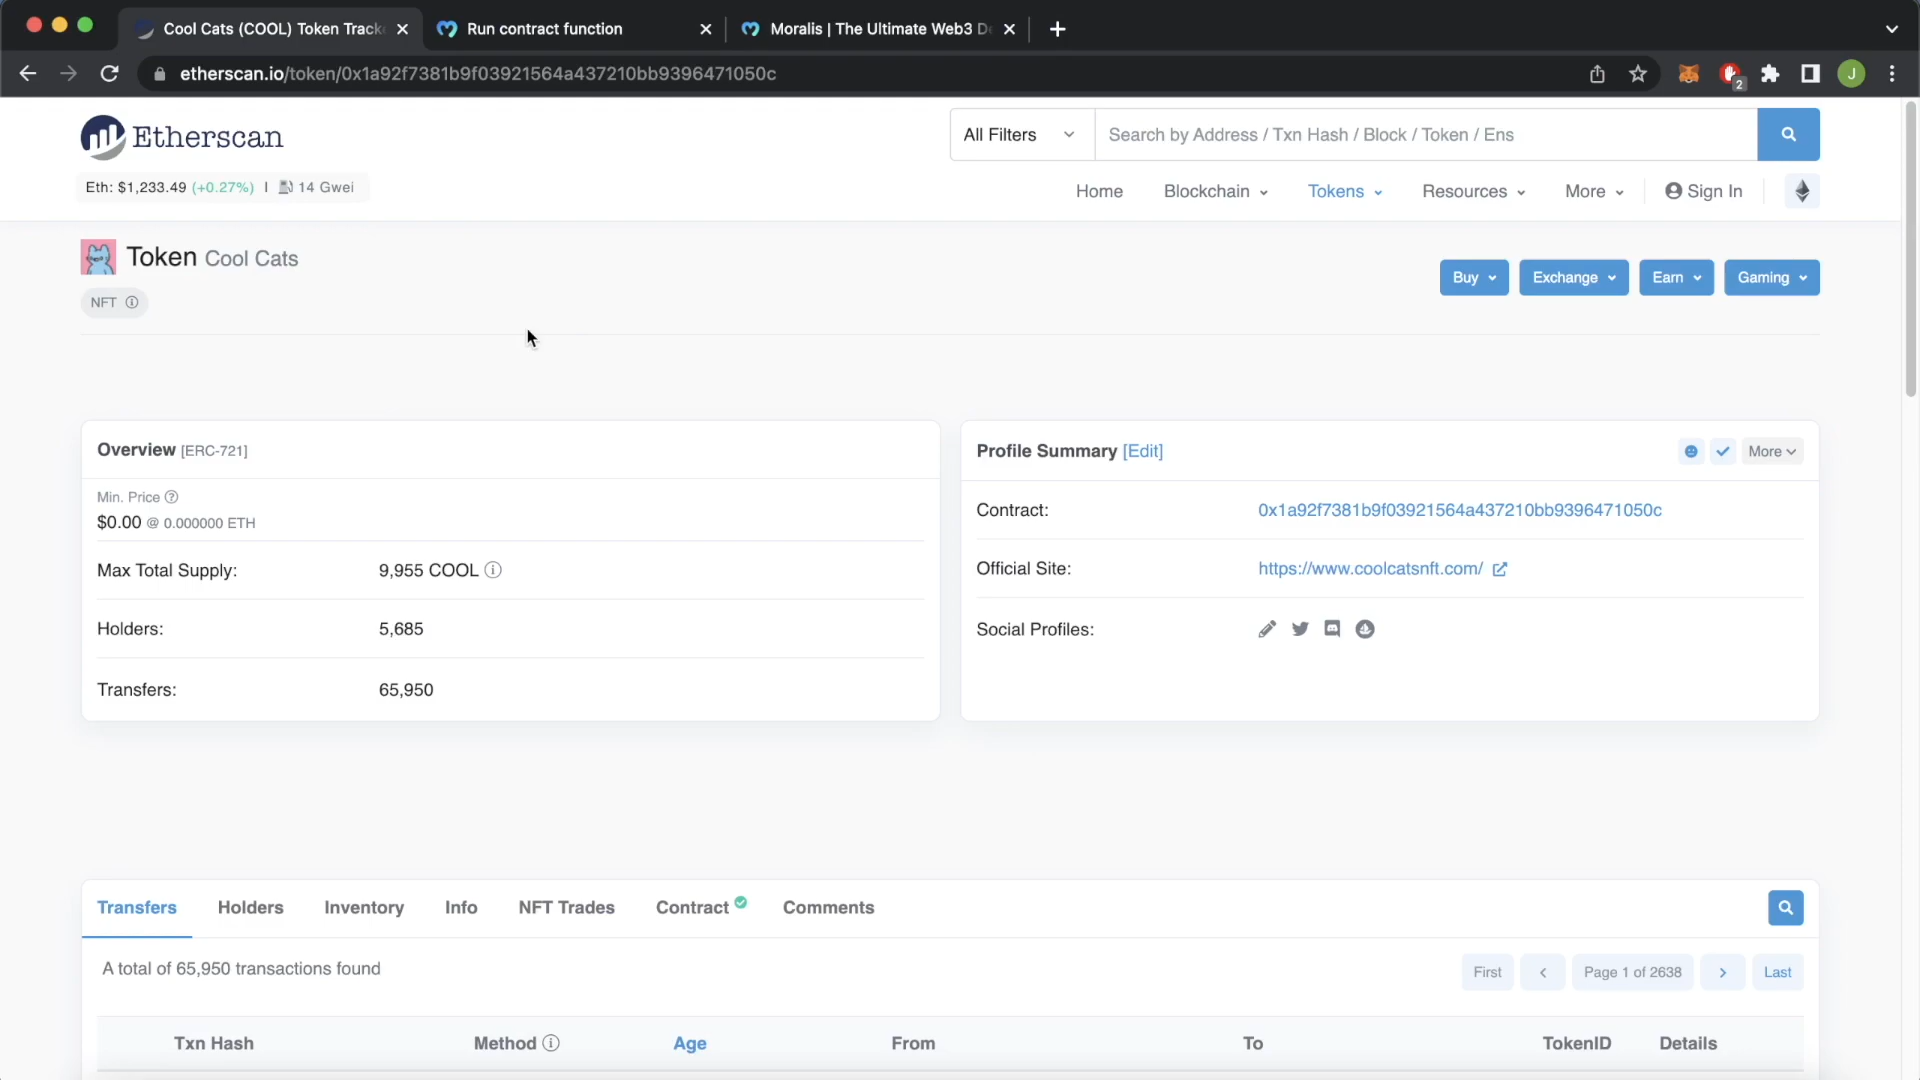 Cool Cats (COOL) Token Track
Run contract function
Moralis | The Ultimate Web3 D
etherscan.io/token/0x1a92f7381b9f03921564a437210bb9396471050c
2
J
Etherscan
All Filters
Search by Address / Txn Hash / Block / Token / Ens
Eth: $1,233.49 (+0.27%) | 14 Gwei
Home
Blockchain
Tokens
Resources
More
Sign In
Token Cool Cats
NFT
Buy
Exchange
Earn
Gaming
Overview [ERC-721]
Min. Price
$0.00 @ 0.000000 ETH
Max Total Supply: 9,955 COOL
Holders: 5,685
Transfers: 65,950
Profile Summary [Edit]
More
Contract: 0x1a92f7381b9f03921564a437210bb9396471050c
Official Site: https://www.coolcatsnft.com/
Social Profiles:
Transfers
Holders
Inventory
Info
NFT Trades
Contract
Comments
A total of 65,950 transactions found
First
Page 1 of 2638
Last
Txn Hash
Method
Age
From
To
TokenID
Details